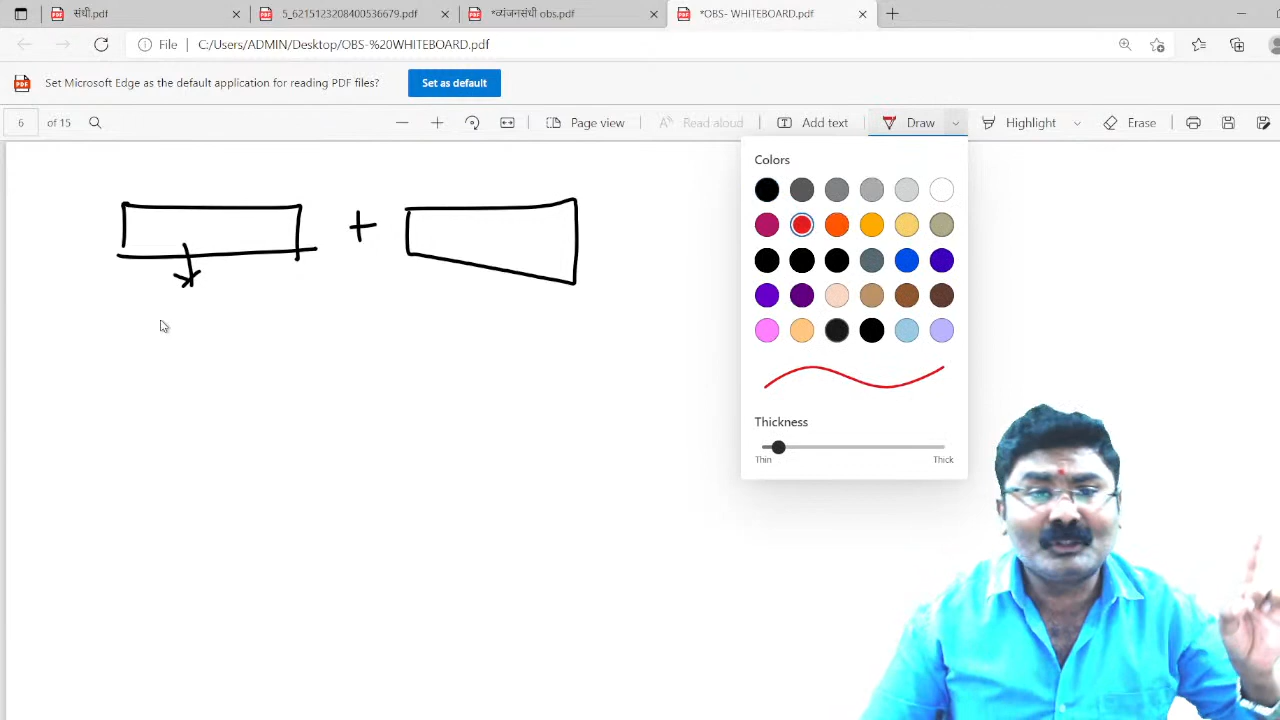 संधी.pdf
5_6215123208400536679.pdf
*व्यंजनसंधी obs.pdf
*OBS- WHITEBOARD.pdf
File C:/Users/ADMIN/Desktop/OBS-%20WHITEBOARD.pdf
PDF Set Microsoft Edge as the default application for reading PDF files? Set as default
6 of 15 Page view Read aloud Add text Draw Highlight Erase
Colors
+
Thickness
Thin Thick